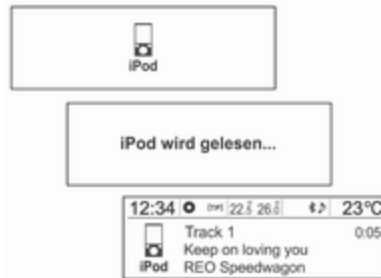 iPod
iPod wird gelesen...
12:34 22.5 26.0 23°C
Track 1 0:05
Keep on loving you
iPod REO Speedwagon